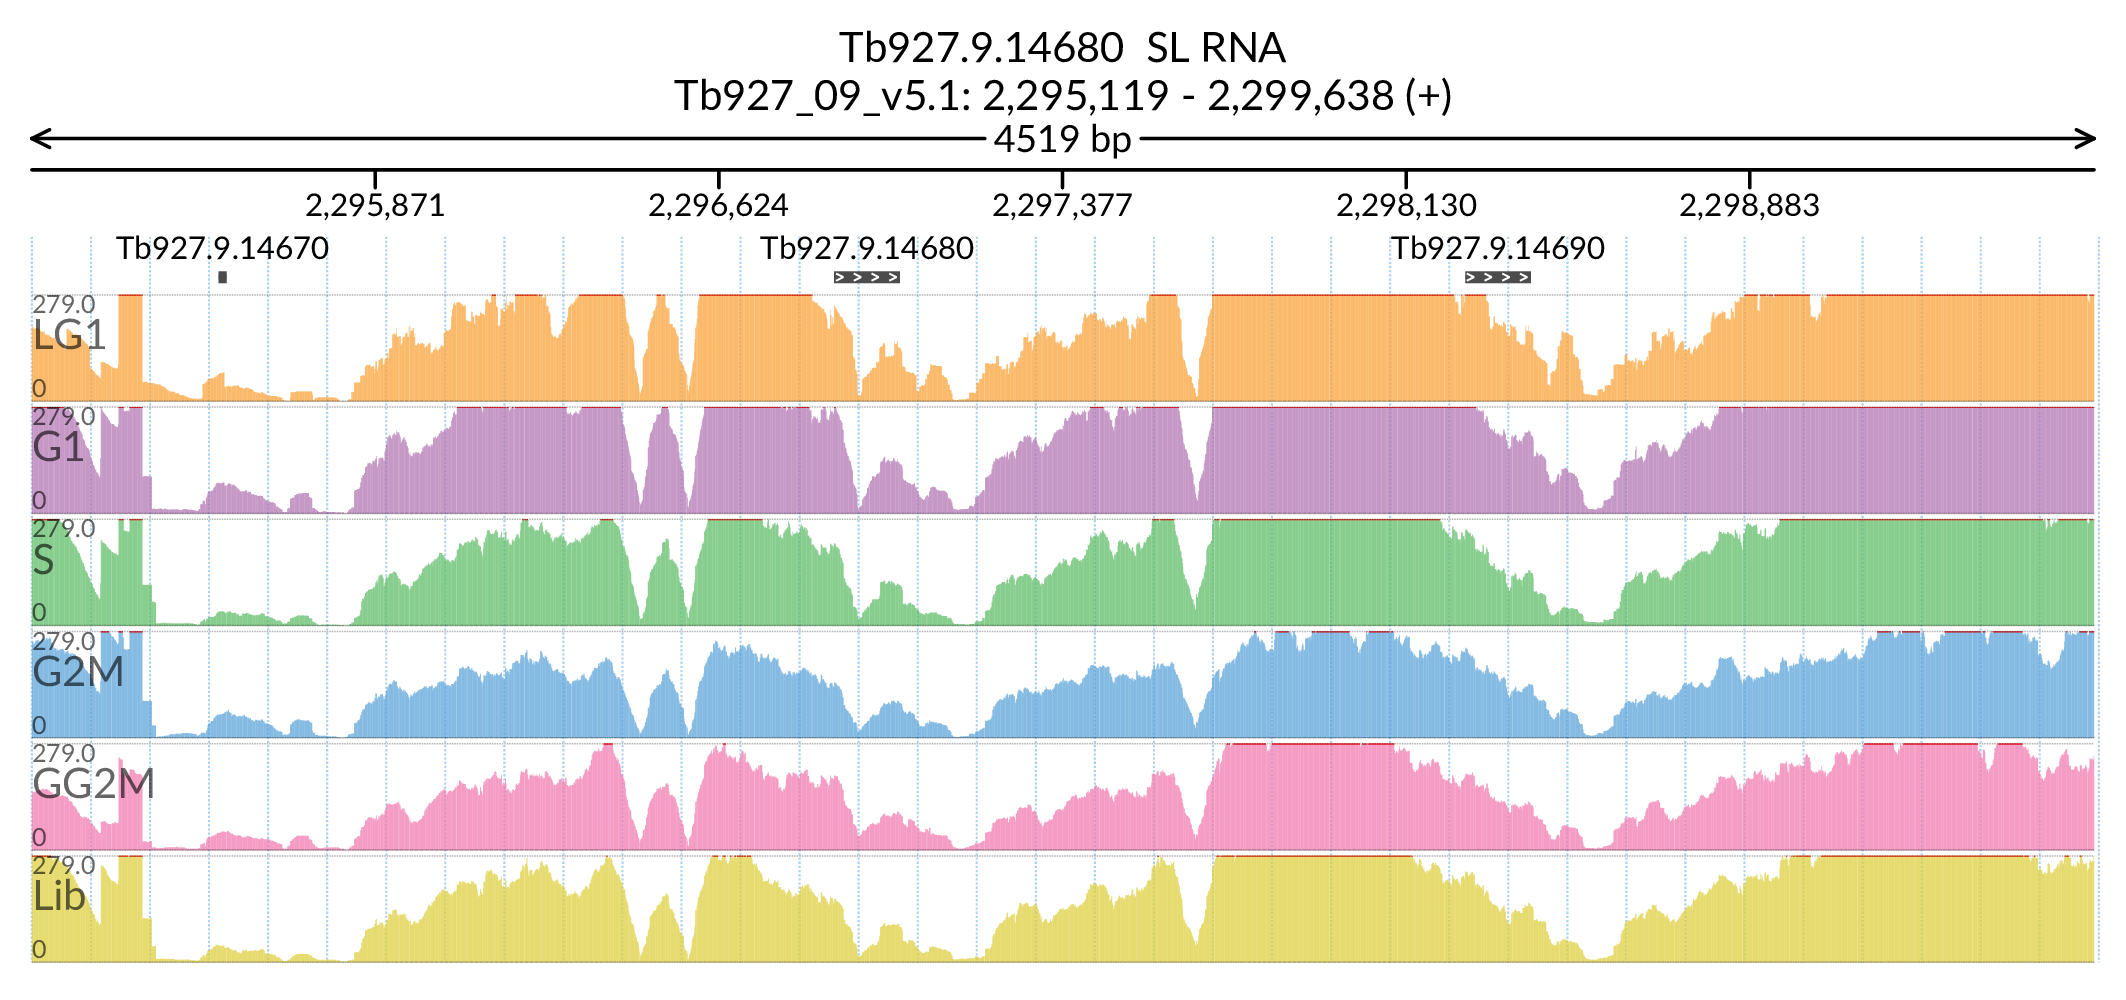 Tb927.9.14680 SL RNA
Tb927_09_v5.1: 2,295,119 - 2,299,638 (+)
4519 bp
2,295,871 2,296,624 2,297,377 2,298,130 2,298,883
Tb927.9.14670 Tb927.9.14680 Tb927.9.14690
279.0
LG1
0
279.0
G1
0
279.0
S
0
279.0
G2M
0
279.0
GG2M
0
279.0
Lib
0